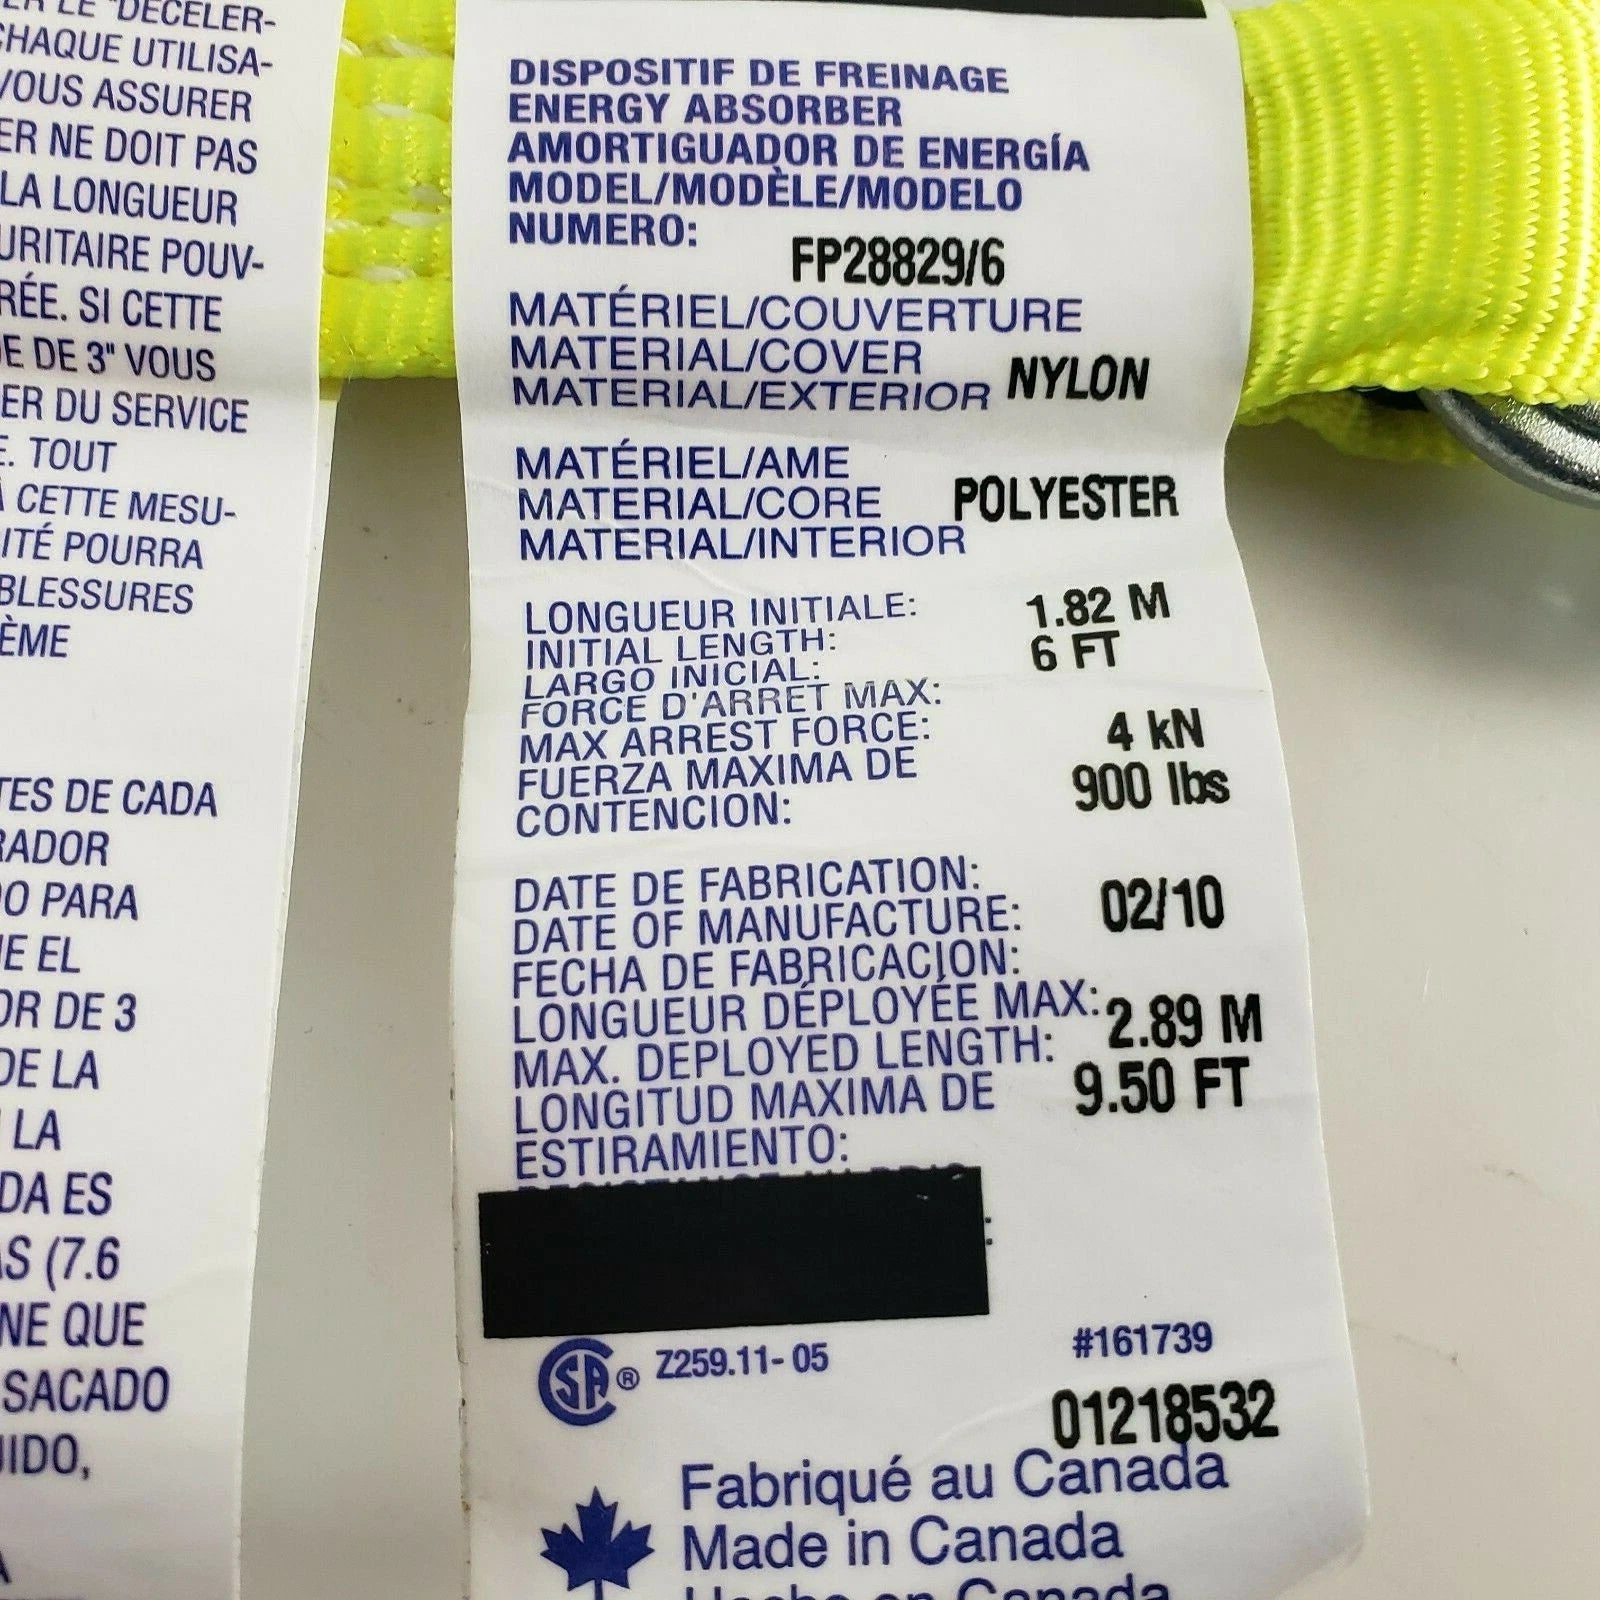 ER LE "DECELER-
CHAQUE UTILISA-
VOUS ASSURER
ER NE DOIT PAS
LA LONGUEUR
URITAIRE POUV-
RÉE. SI CETTE
DE DE 3" VOUS
ER DU SERVICE
E. TOUT
À CETTE MESU-
ITÉ POURRA
BLESSURES
ÈME
TES DE CADA
RADOR
DO PARA
UE EL
OR DE 3
DE LA
LA
DA ES
AS (7.6
NE QUE
SACADO
UIDO,
A
DISPOSITIF DE FREINAGE
ENERGY ABSORBER
AMORTIGUADOR DE ENERGÍA
MODEL/MODÈLE/MODELO
NUMERO:
FP28829/6
MATÉRIEL/COUVERTURE
MATERIAL/COVER
MATERIAL/EXTERIOR
NYLON
MATÉRIEL/AME
MATERIAL/CORE
MATERIAL/INTERIOR
POLYESTER
LONGUEUR INITIALE:
INITIAL LENGTH:
LARGO INICIAL:
1.82 M
6 FT
FORCE D'ARRET MAX:
MAX ARREST FORCE:
FUERZA MAXIMA DE
CONTENCION:
4 kN
900 lbs
DATE DE FABRICATION:
DATE OF MANUFACTURE:
FECHA DE FABRICACION:
02/10
LONGUEUR DÉPLOYÉE MAX:
MAX. DEPLOYED LENGTH:
LONGITUD MAXIMA DE
ESTIRAMIENTO:
2.89 M
9.50 FT
:
CSA ® Z259.11-05
#161739
01218532
Fabriqué au Canada
Made in Canada
Hecho en Canada